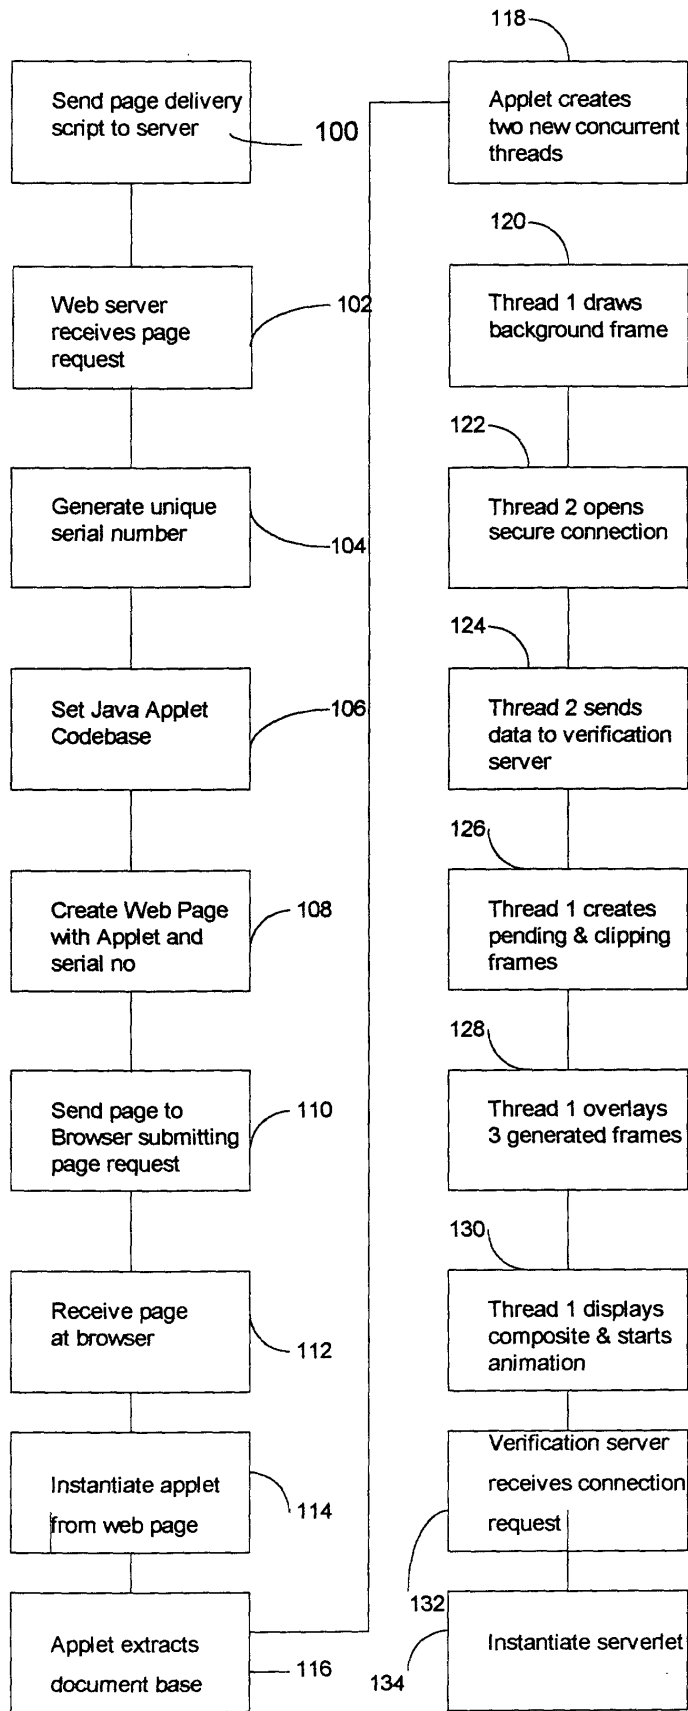 Send page delivery
script to server
100
Web server
receives page
request
102
Generate unique
serial number
104
Set Java Applet
Codebase
106
Create Web Page
with Applet and
serial no
108
Send page to
Browser submitting
page request
110
Receive page
at browser
112
Instantiate applet
from web page
114
Applet extracts
document base
116
118
Applet creates
two new concurrent
threads
120
Thread 1 draws
background frame
122
Thread 2 opens
secure connection
124
Thread 2 sends
data to verification
server
126
Thread 1 creates
pending & clipping
frames
128
Thread 1 overlays
3 generated frames
130
Thread 1 displays
composite & starts
animation
Verification server
receives connection
request
132
Instantiate serverlet
134